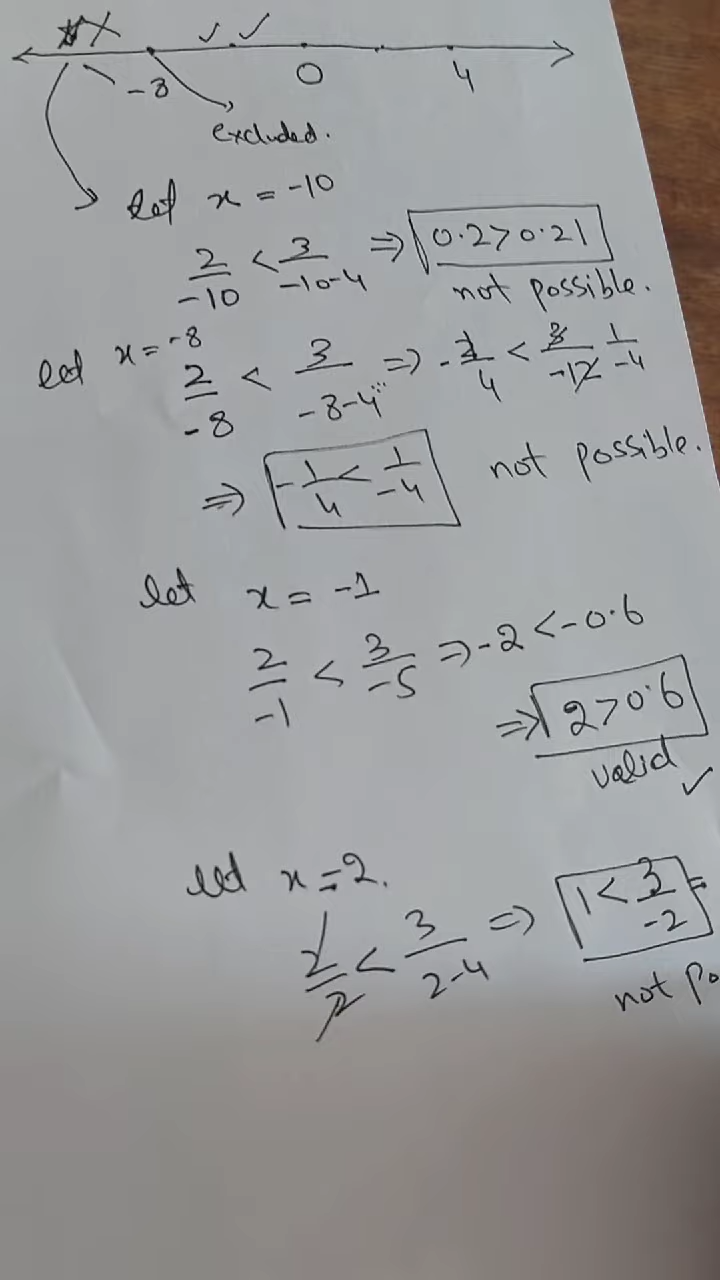 ✗ ✓ ✓
-8 0 4
excluded.
let x = -10
2/-10 < 3/-10-4 ⇒ 0.2 > 0.21
not possible.
let x = -8
2/-8 < 3/-8-4 ⇒ -1/4 < 3/-12 1/-4
⇒ -1/4 < 1/-4 not possible.
let x = -1
2/-1 < 3/-5 ⇒ -2 < -0.6
⇒ 2 > 0.6
valid ✓
let x = 2.
2/2 < 3/2-4 ⇒ 1 < 3/-2 =
not po